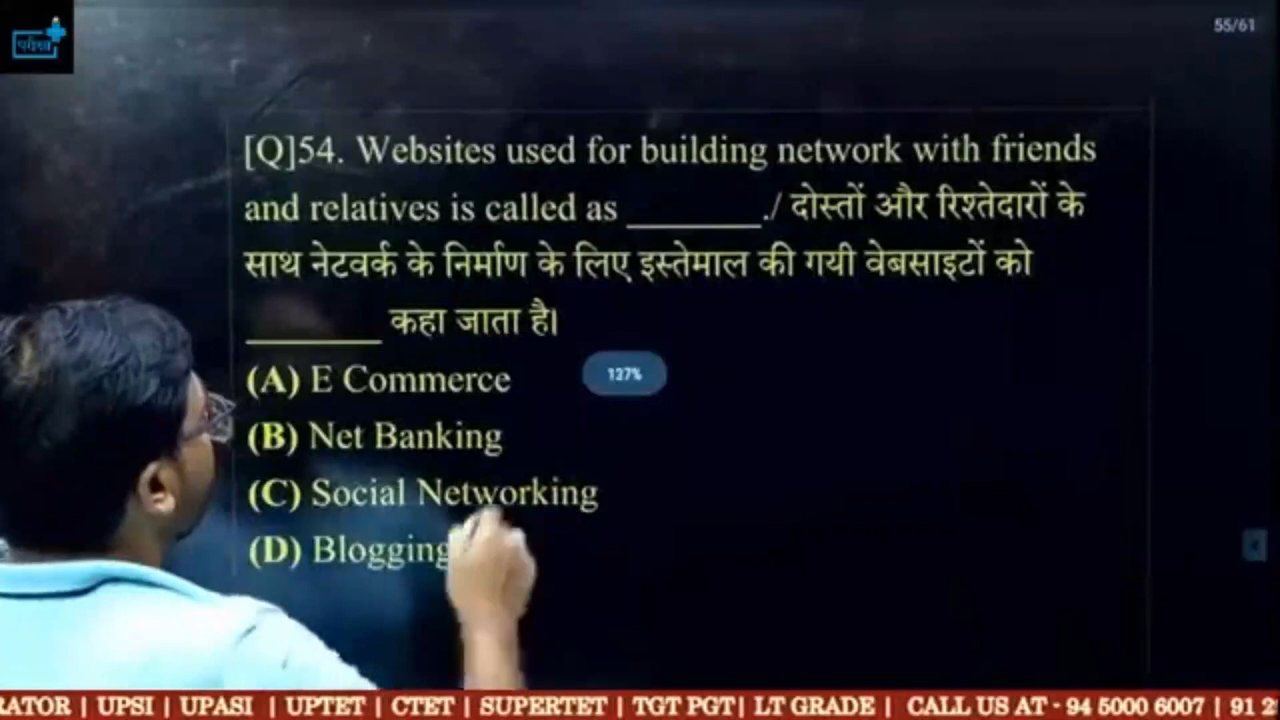 परीक्षा
55/61
[Q]54. Websites used for building network with friends
and relatives is called as ________./ दोस्तों और रिश्तेदारों के
साथ नेटवर्क के निर्माण के लिए इस्तेमाल की गयी वेबसाइटों को
________ कहा जाता है।
(A) E Commerce
127%
(B) Net Banking
(C) Social Networking
(D) Blogging
RATOR | UPSI | UPASI | UPTET | CTET | SUPERTET | TGT PGT| LT GRADE | CALL US AT - 94 5000 6007 | 91 2